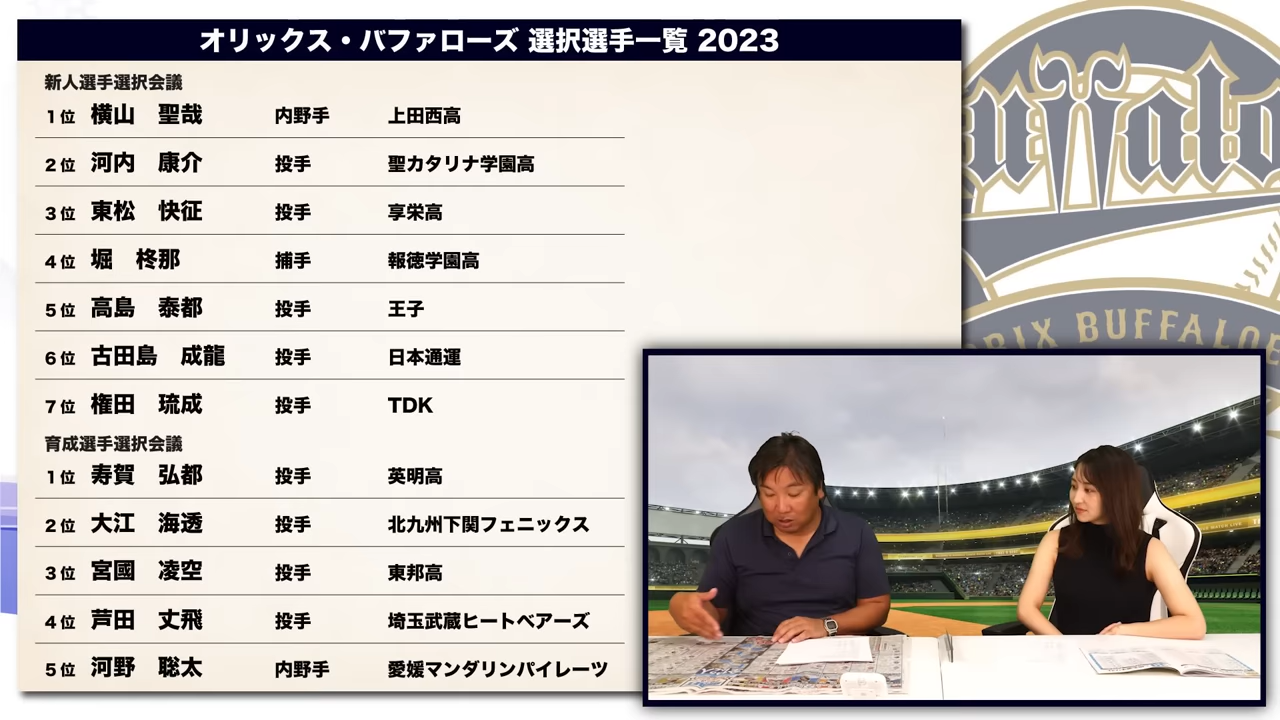 オリックス・バファローズ 選択選手一覧 2023
新人選手選択会議
1位 横山 聖哉 内野手 上田西高
2位 河内 康介 投手 聖カタリナ学園高
3位 東松 快征 投手 享栄高
4位 堀 柊那 捕手 報徳学園高
5位 高島 泰都 投手 王子
6位 古田島 成龍 投手 日本通運
7位 権田 琉成 投手 TDK
育成選手選択会議
1位 寿賀 弘都 投手 英明高
2位 大江 海透 投手 北九州下関フェニックス
3位 宮國 凌空 投手 東邦高
4位 芦田 丈飛 投手 埼玉武蔵ヒートベアーズ
5位 河野 聡太 内野手 愛媛マンダリンパイレーツ
uffalo
RIX BUFFALOE